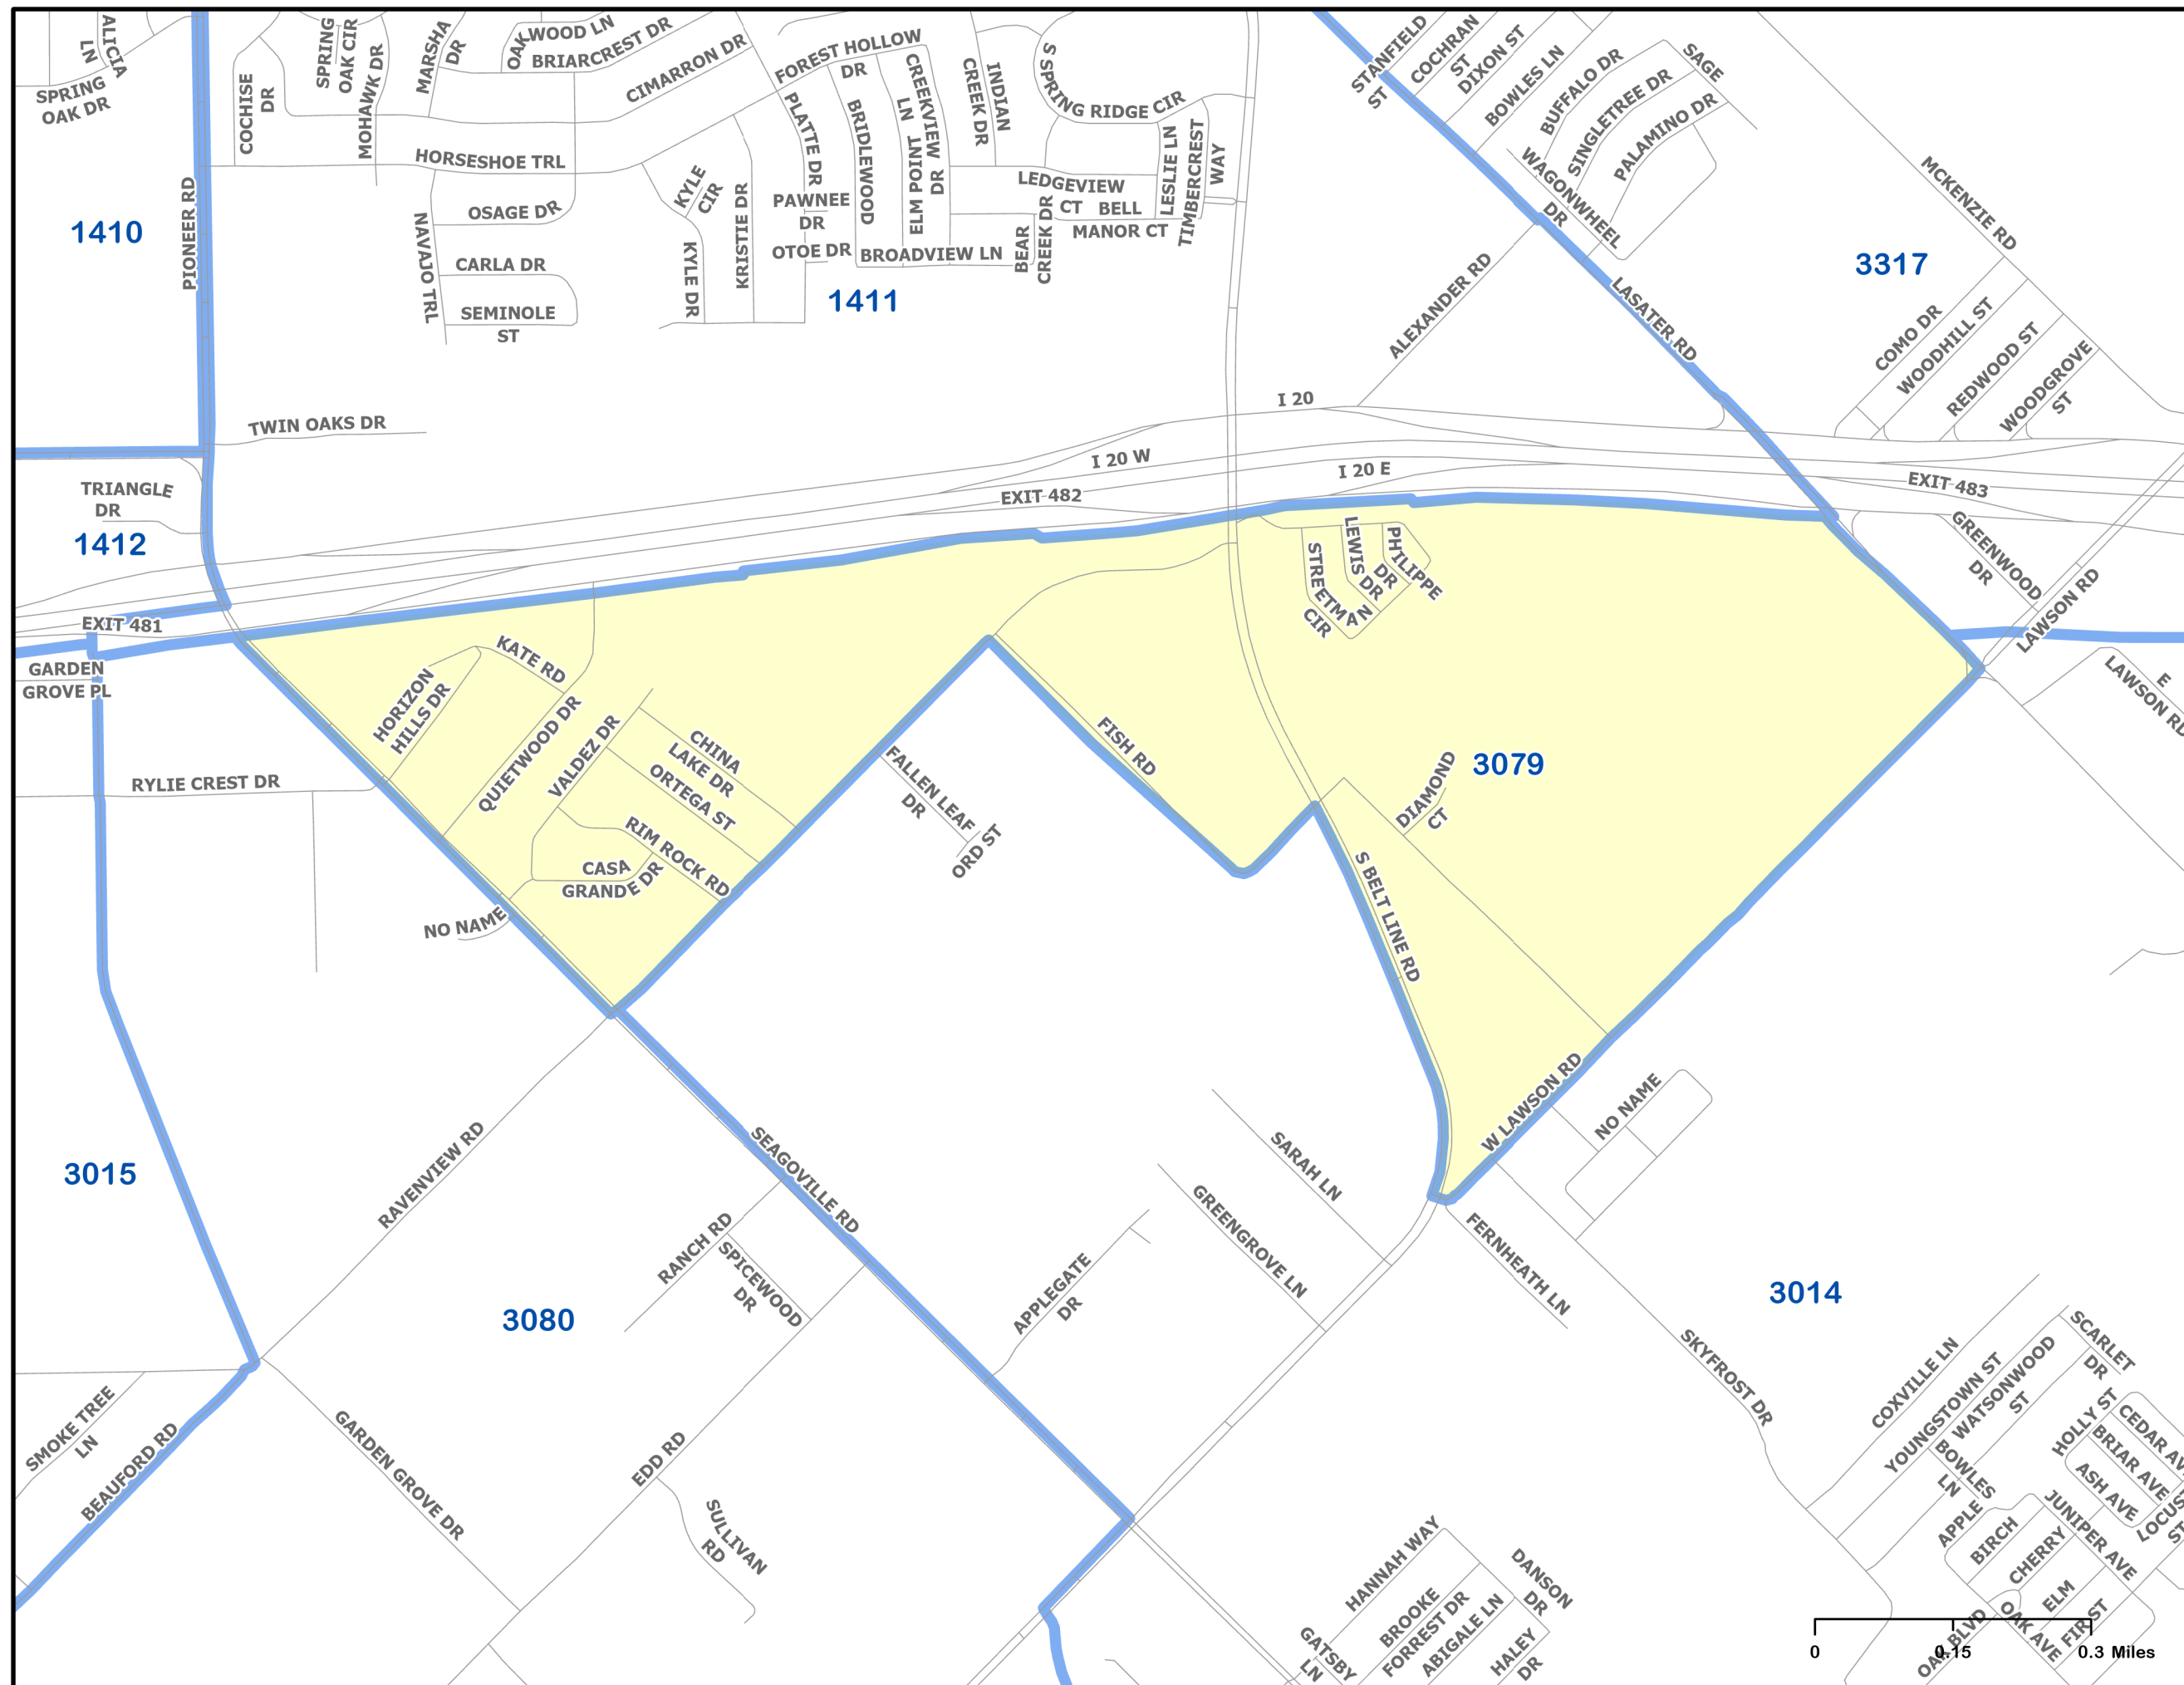 ALICIA
LN
SPRING
OAK DR
SPRING
OAK CIR
MARSHA
DR
OAKWOOD LN
BRIARCREST DR
CIMARRON DR
FOREST HOLLOW
DR
COCHISE
DR
MOHAWK DR
HORSESHOE TRL
OSAGE DR
CARLA DR
SEMINOLE
ST
NAVAJO TRL
PIONEER RD
1410
KYLE
CIR
KYLE DR
KRISTIE DR
PLATTE DR
PAWNEE
DR
OTOE DR
BRIDLEWOOD
LN
ELM POINT
CREEKVIEW
DR
BROADVIEW LN
1411
INDIAN
CREEK DR
S SPRING RIDGE CIR
LEDGEVIEW
CT
BELL
MANOR CT
BEAR
CREEK DR
LESLIE LN
TIMBERCREST
WAY
STANFIELD
ST
COCHRAN
ST
DIXON ST
BOWLES LN
BUFFALO DR
SINGLETREE DR
PALAMINO DR
SAGE
WAGONWHEEL
DR
MCKENZIE RD
3317
ALEXANDER RD
LASATER RD
COMO DR
WOODHILL ST
REDWOOD ST
WOODGROVE
ST
TWIN OAKS DR
TRIANGLE
DR
1412
I 20
I 20 W
I 20 E
EXIT 482
EXIT 483
EXIT 481
GREENWOOD
DR
LAWSON RD
E
LAWSON RD
GARDEN
GROVE PL
RYLIE CREST DR
HORIZON
HILLS DR
KATE RD
QUIETWOOD DR
VALDEZ DR
CHINA
LAKE DR
ORTEGA ST
RIM ROCK RD
CASA
GRANDE DR
NO NAME
FALLEN LEAF
DR
ORD ST
FISH RD
STREETMAN
CIR
LEWIS
DR
PHILIPPE
DR
3079
DIAMOND
CT
S BELT LINE RD
W LAWSON RD
NO NAME
3015
RAVENVIEW RD
SEAGOVILLE RD
RANCH RD
SPICEWOOD
DR
3080
APPLEGATE
DR
SARAH LN
GREENGROVE LN
FERNHEATH LN
3014
SKYFROST DR
COXVILLE LN
YOUNGSTOWN ST
WATSONWOOD
ST
SCARLET
DR
BOWLES
LN
HOLLY ST
CEDAR AV
BRIAR AVE
ASH AVE
LOCUS
ST
JUNIPER AVE
APPLE
BIRCH
CHERRY
ELM
FIRST
OAK AVE
OAK BLVD
SMOKE TREE
LN
BEAUFORD RD
GARDEN GROVE DR
EDD RD
SULLIVAN
RD
HANNAH WAY
BROOKE
FORREST DR
ABIGALE LN
DANSON
DR
HALEY
DR
GATSBY
LN
0 0.15 0.3 Miles